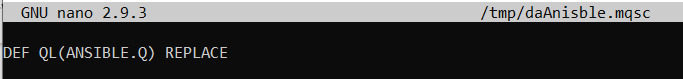 GNU nano 2.9.3 /tmp/daAnisble.mqsc
DEF QL(ANSIBLE.Q) REPLACE